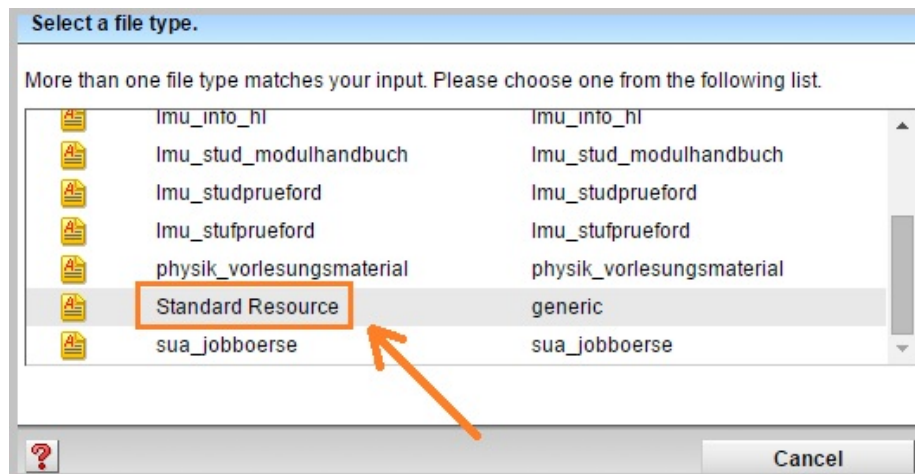 Select a file type.
More than one file type matches your input. Please choose one from the following list.
lmu_info_hl lmu_info_hl
lmu_stud_modulhandbuch lmu_stud_modulhandbuch
lmu_studprueford lmu_studprueford
lmu_stufprueford lmu_stufprueford
physik_vorlesungsmaterial physik_vorlesungsmaterial
Standard Resource generic
sua_jobboerse sua_jobboerse
? Cancel